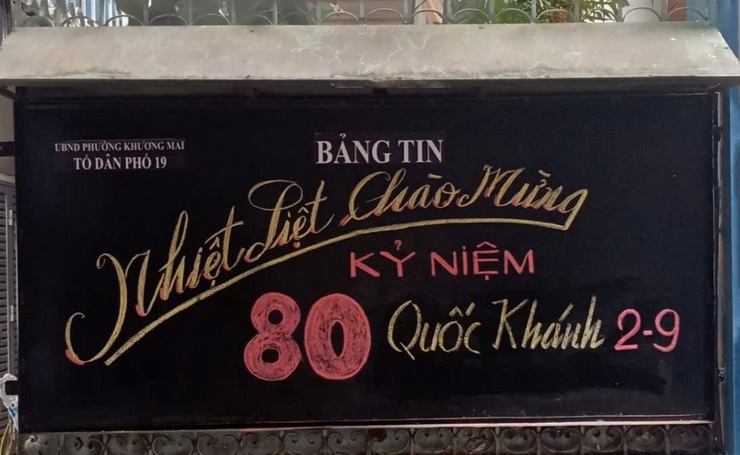 UBND PHƯỜNG KHƯƠNG MAI
TỔ DÂN PHỐ 19
BẢNG TIN
Nhiệt Liệt Chào Mừng
KỶ NIỆM
80 Quốc Khánh 2-9